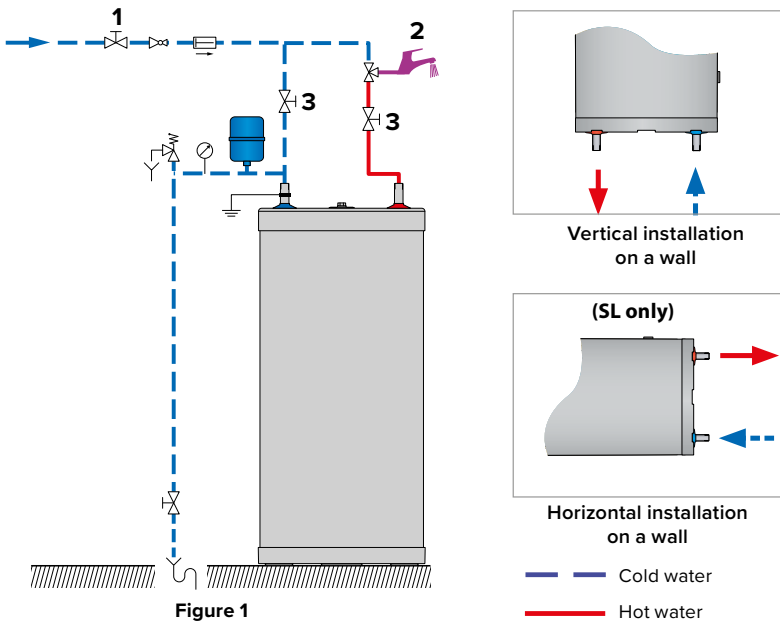 1
2
3
3
Figure 1
Vertical installation
on a wall
(SL only)
Horizontal installation
on a wall
Cold water
Hot water